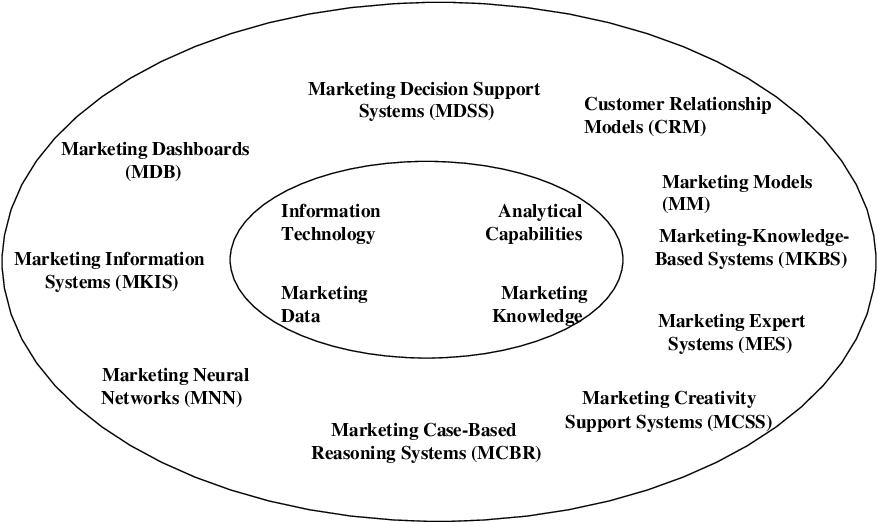 Marketing Decision Support
Systems (MDSS)
Customer Relationship
Models (CRM)
Marketing Dashboards
(MDB)
Marketing Models
(MM)
Information
Technology
Analytical
Capabilities
Marketing-Knowledge-
Based Systems (MKBS)
Marketing Information
Systems (MKIS)
Marketing
Data
Marketing
Knowledge
Marketing Expert
Systems (MES)
Marketing Neural
Networks (MNN)
Marketing Creativity
Support Systems (MCSS)
Marketing Case-Based
Reasoning Systems (MCBR)